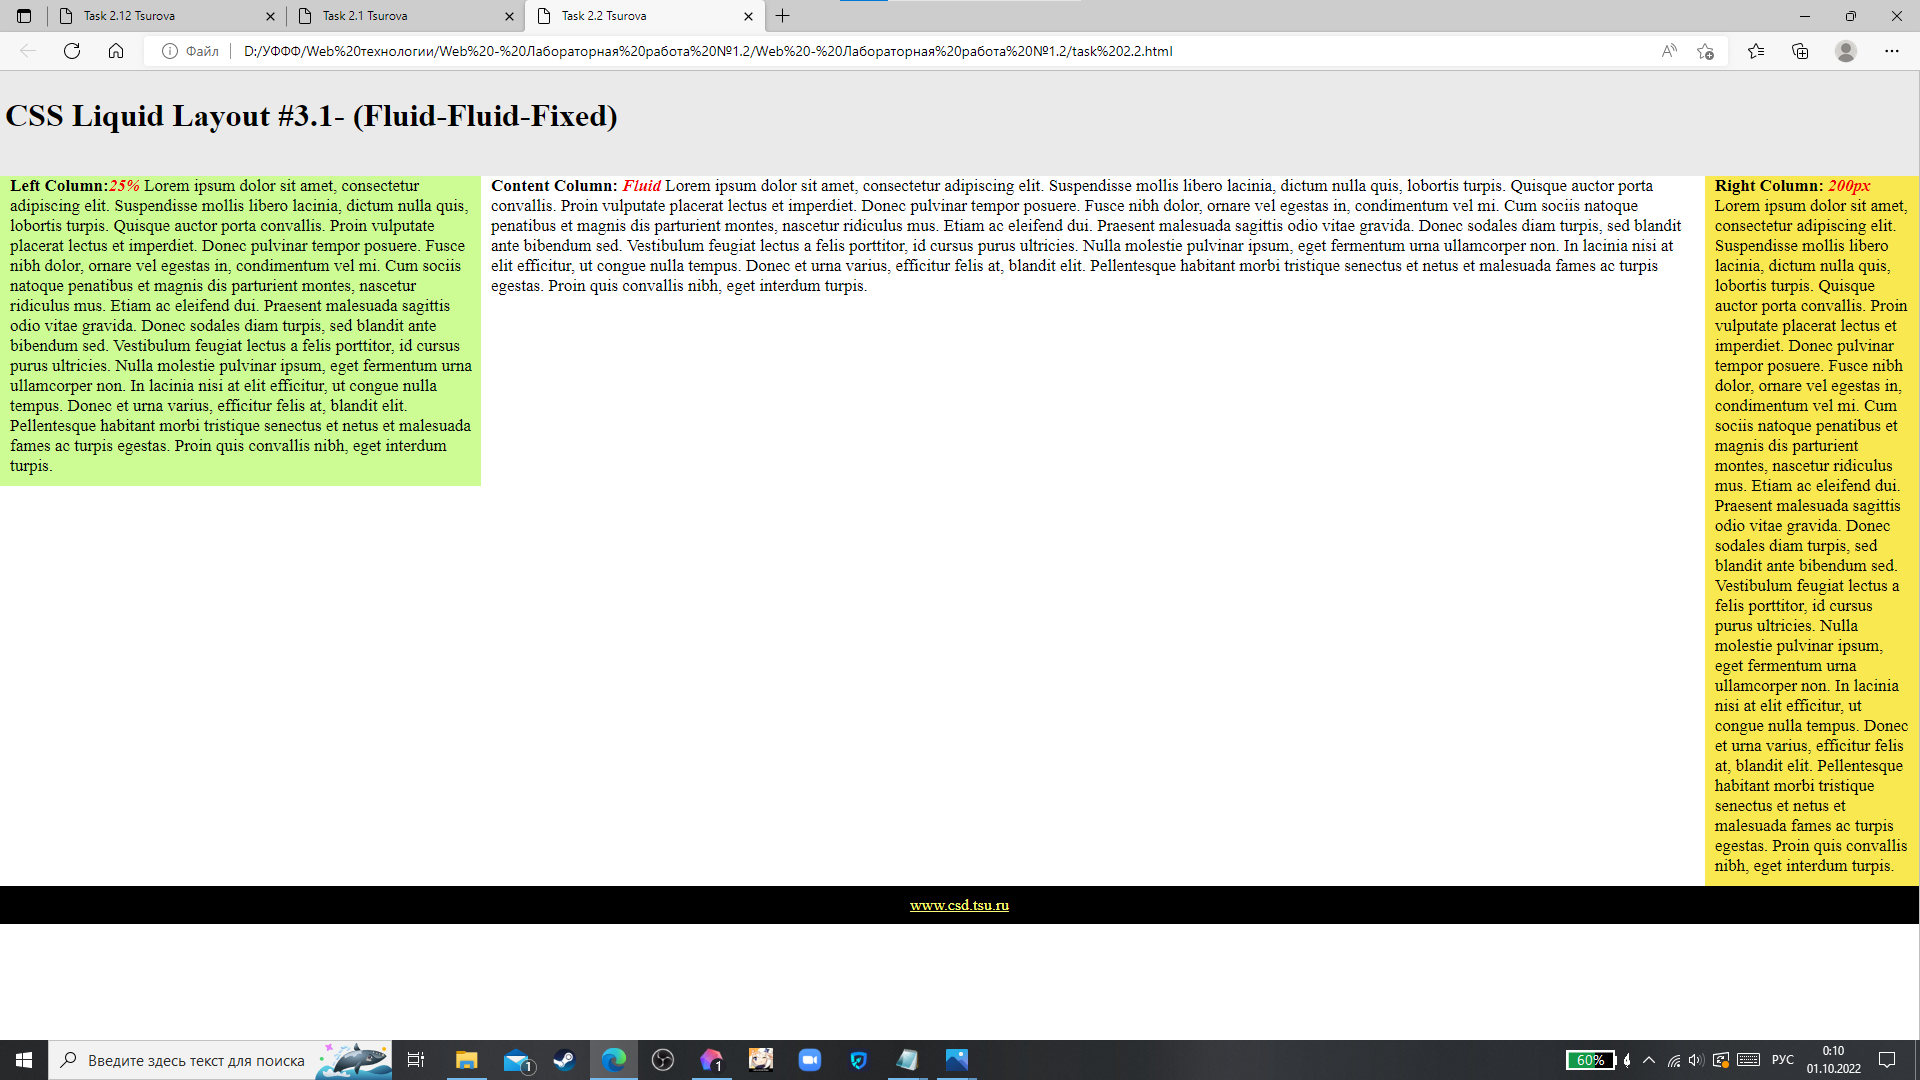 Task 2.12 Tsurova
Task 2.1 Tsurova
Task 2.2 Tsurova
Файл
D:/УФФФ/Web%20технологии/Web%20-%20Лабораторная%20работа%20№1.2/Web%20-%20Лабораторная%20работа%20№1.2/task%202.2.html
CSS Liquid Layout #3.1- (Fluid-Fluid-Fixed)
Left Column:25% Lorem ipsum dolor sit amet, consectetur
adipiscing elit. Suspendisse mollis libero lacinia, dictum nulla quis,
lobortis turpis. Quisque auctor porta convallis. Proin vulputate
placerat lectus et imperdiet. Donec pulvinar tempor posuere. Fusce
nibh dolor, ornare vel egestas in, condimentum vel mi. Cum sociis
natoque penatibus et magnis dis parturient montes, nascetur
ridiculus mus. Etiam ac eleifend dui. Praesent malesuada sagittis
odio vitae gravida. Donec sodales diam turpis, sed blandit ante
bibendum sed. Vestibulum feugiat lectus a felis porttitor, id cursus
purus ultricies. Nulla molestie pulvinar ipsum, eget fermentum urna
ullamcorper non. In lacinia nisi at elit efficitur, ut congue nulla
tempus. Donec et urna varius, efficitur felis at, blandit elit.
Pellentesque habitant morbi tristique senectus et netus et malesuada
fames ac turpis egestas. Proin quis convallis nibh, eget interdum
turpis.
Content Column: Fluid Lorem ipsum dolor sit amet, consectetur adipiscing elit. Suspendisse mollis libero lacinia, dictum nulla quis, lobortis turpis. Quisque auctor porta
convallis. Proin vulputate placerat lectus et imperdiet. Donec pulvinar tempor posuere. Fusce nibh dolor, ornare vel egestas in, condimentum vel mi. Cum sociis natoque
penatibus et magnis dis parturient montes, nascetur ridiculus mus. Etiam ac eleifend dui. Praesent malesuada sagittis odio vitae gravida. Donec sodales diam turpis, sed blandit
ante bibendum sed. Vestibulum feugiat lectus a felis porttitor, id cursus purus ultricies. Nulla molestie pulvinar ipsum, eget fermentum urna ullamcorper non. In lacinia nisi at
elit efficitur, ut congue nulla tempus. Donec et urna varius, efficitur felis at, blandit elit. Pellentesque habitant morbi tristique senectus et netus et malesuada fames ac turpis
egestas. Proin quis convallis nibh, eget interdum turpis.
Right Column: 200px
Lorem ipsum dolor sit amet,
consectetur adipiscing elit.
Suspendisse mollis libero
lacinia, dictum nulla quis,
lobortis turpis. Quisque
auctor porta convallis. Proin
vulputate placerat lectus et
imperdiet. Donec pulvinar
tempor posuere. Fusce nibh
dolor, ornare vel egestas in,
condimentum vel mi. Cum
sociis natoque penatibus et
magnis dis parturient
montes, nascetur ridiculus
mus. Etiam ac eleifend dui.
Praesent malesuada sagittis
odio vitae gravida. Donec
sodales diam turpis, sed
blandit ante bibendum sed.
Vestibulum feugiat lectus a
felis porttitor, id cursus
purus ultricies. Nulla
molestie pulvinar ipsum,
eget fermentum urna
ullamcorper non. In lacinia
nisi at elit efficitur, ut
congue nulla tempus. Donec
et urna varius, efficitur felis
at, blandit elit. Pellentesque
habitant morbi tristique
senectus et netus et
malesuada fames ac turpis
egestas. Proin quis convallis
nibh, eget interdum turpis.
www.csd.tsu.ru
Введите здесь текст для поиска
1
1
60%
РУС
0:10
01.10.2022